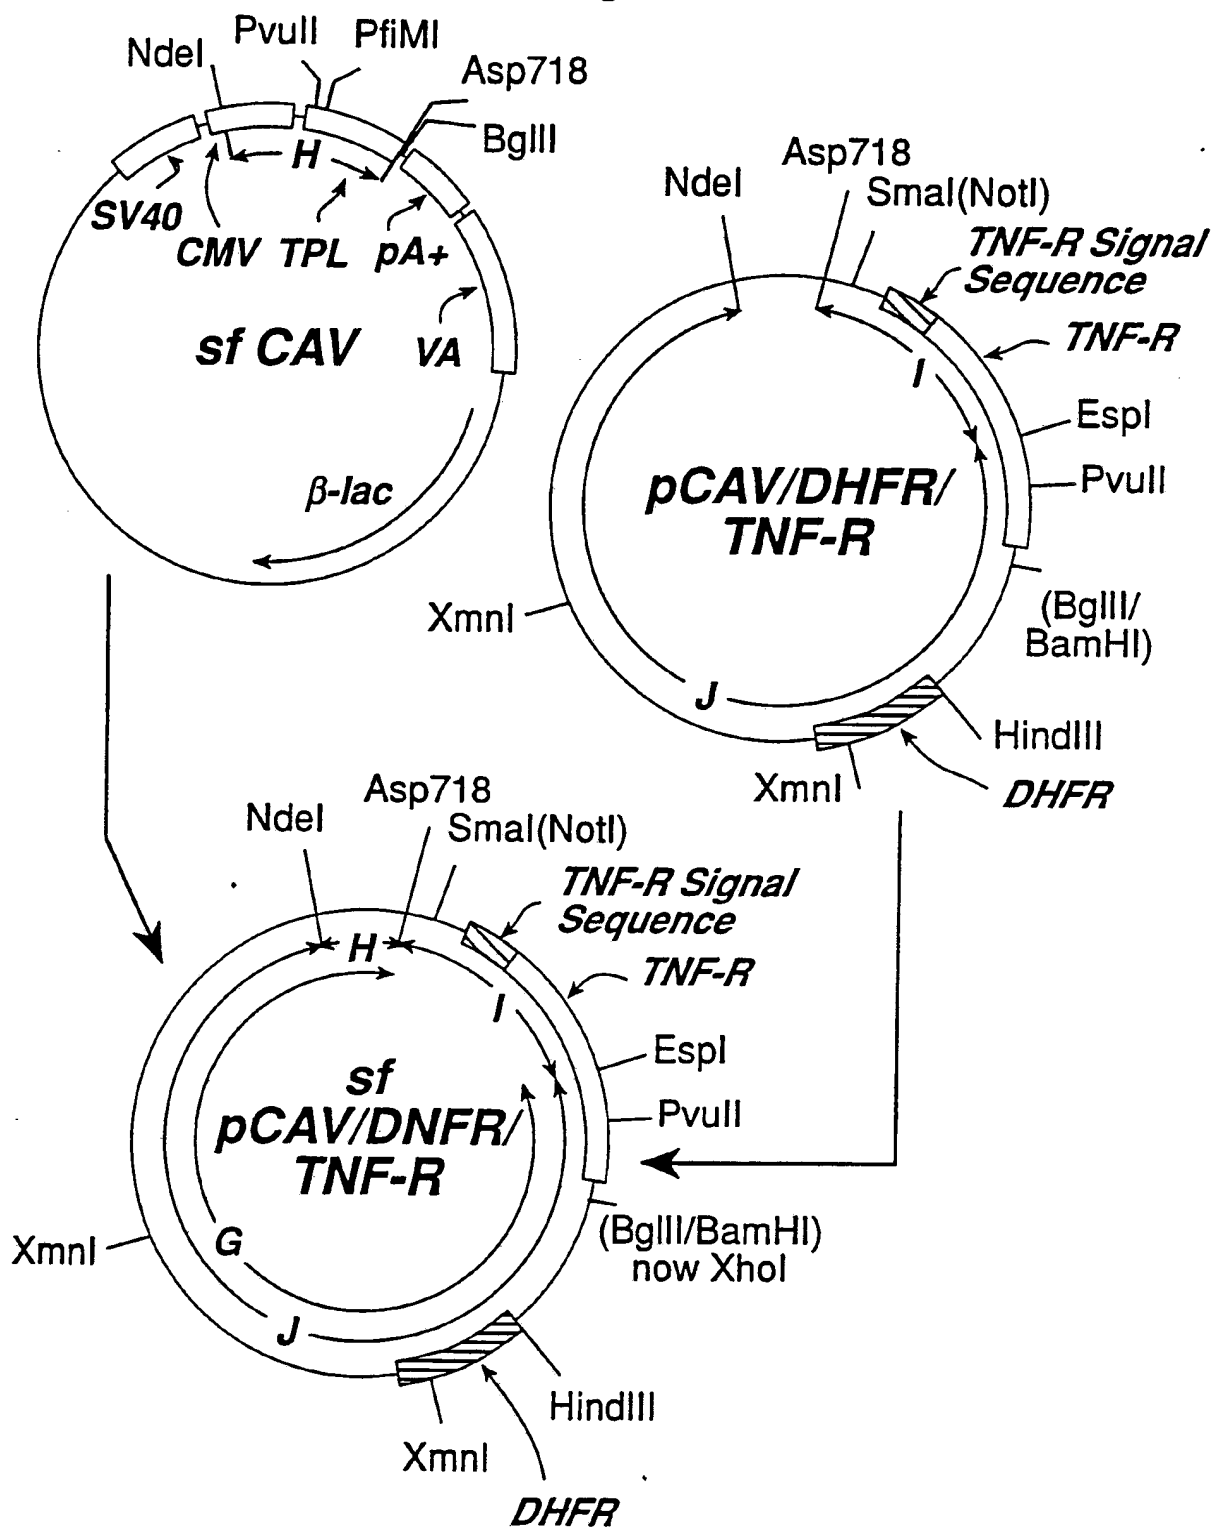 PvuII
PflMI
NdeI
Asp718
BglII
H
SV40
CMV
TPL
pA+
sf CAV
VA
β-lac
Asp718
NdeI
SmaI(NotI)
TNF-R Signal
Sequence
TNF-R
I
EspI
pCAV/DHFR/
TNF-R
PvuII
(BglII/
BamHI)
XmnI
J
HindIII
XmnI
DHFR
Asp718
NdeI
SmaI(NotI)
TNF-R Signal
Sequence
H
TNF-R
I
EspI
sf
pCAV/DNFR/
TNF-R
PvuII
(BglII/BamHI)
now XhoI
XmnI
G
J
HindIII
XmnI
DHFR